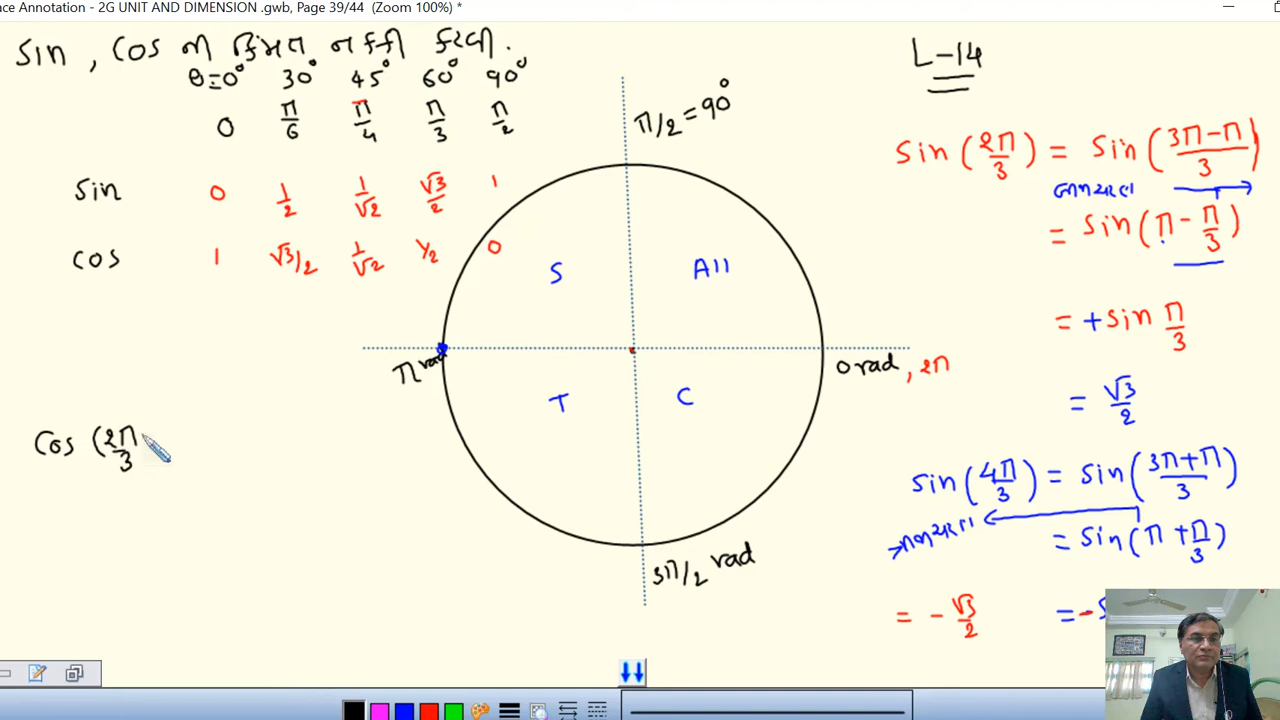 ace Annotation - 2G UNIT AND DIMENSION .gwb, Page 39/44 (Zoom 100%) *
sin , cos ની કિંમત નક્કી કરવી.
L-14
θ=0° 30° 45° 60° 90°
0 π/6 π/4 π/3 π/2
sin 0 1/2 1/√2 √3/2 1
cos 1 √3/2 1/√2 1/2 0
π/2 = 90°
S All
π rad
0 rad, 2π
T C
3π/2 rad
cos (2π/3
sin(2π/3) = sin(3π-π/3)
= sin(π - π/3)
= +sin π/3
= √3/2
sin(4π/3) = sin(3π+π/3)
= sin(π + π/3)
= -s
= -√3/2